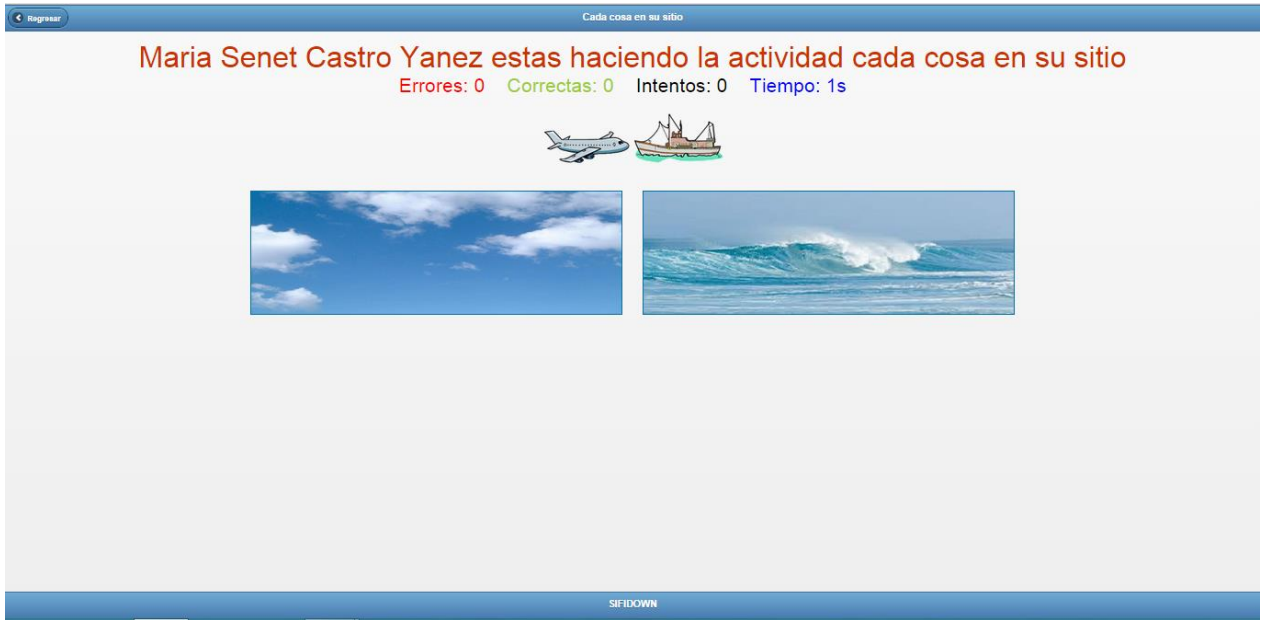 Regresar
Cada cosa en su sitio
Maria Senet Castro Yanez estas haciendo la actividad cada cosa en su sitio
Errores: 0 Correctas: 0 Intentos: 0 Tiempo: 1s
SIFIDOWN